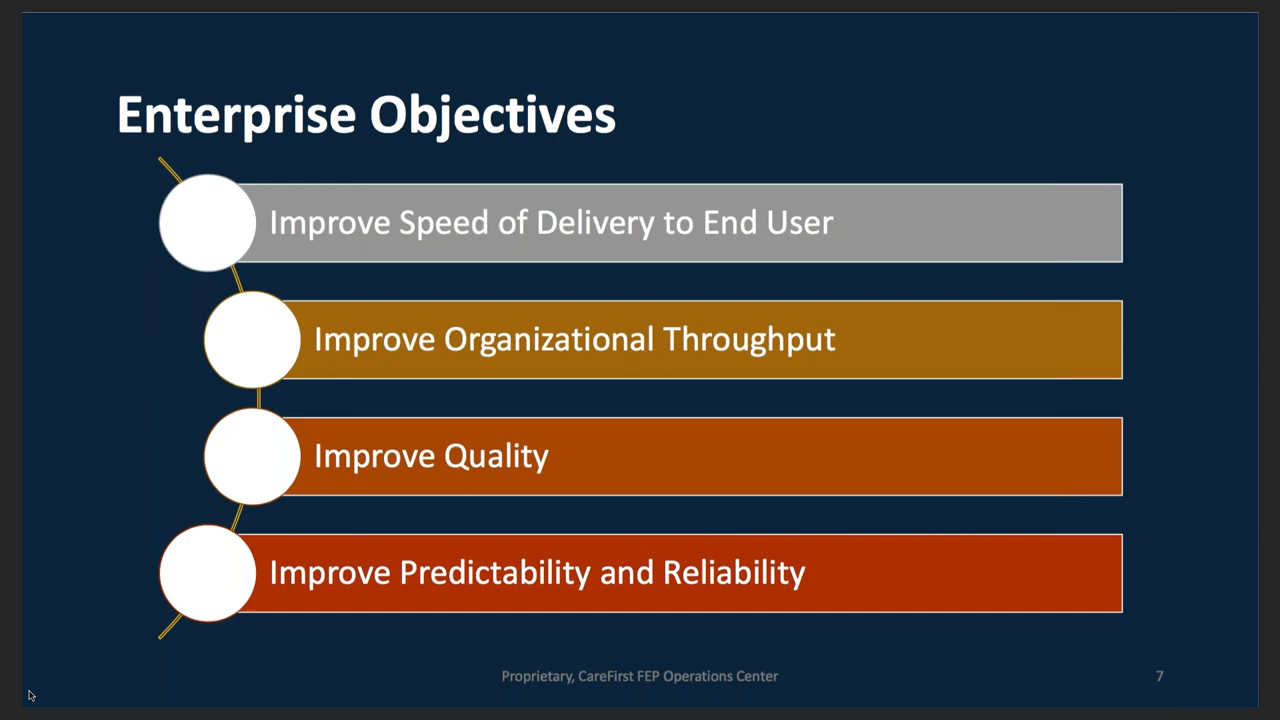 Enterprise Objectives
Improve Speed of Delivery to End User
Improve Organizational Throughput
Improve Quality
Improve Predictability and Reliability
Proprietary, CareFirst FEP Operations Center
7